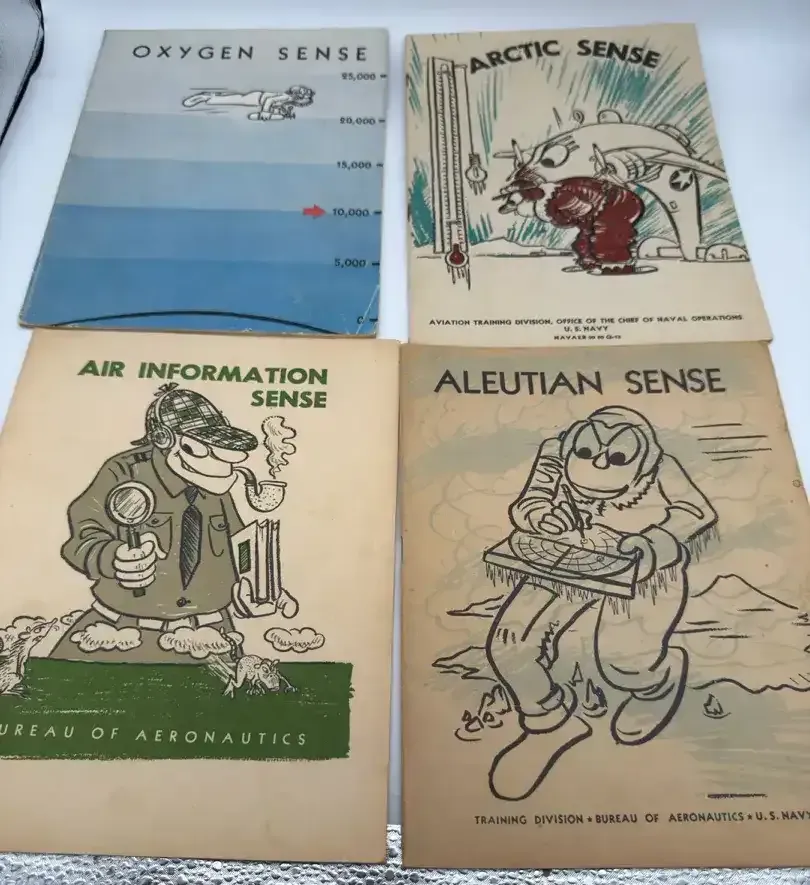 OXYGEN SENSE
25,000
20,000
15,000
10,000
5,000
0
ARCTIC SENSE
AVIATION TRAINING DIVISION, OFFICE OF THE CHIEF OF NAVAL OPERATIONS
U. S. NAVY
AIR INFORMATION
SENSE
UREAU OF AERONAUTICS
ALEUTIAN SENSE
TRAINING DIVISION ★ BUREAU OF AERONAUTICS ★ U. S. NAVY